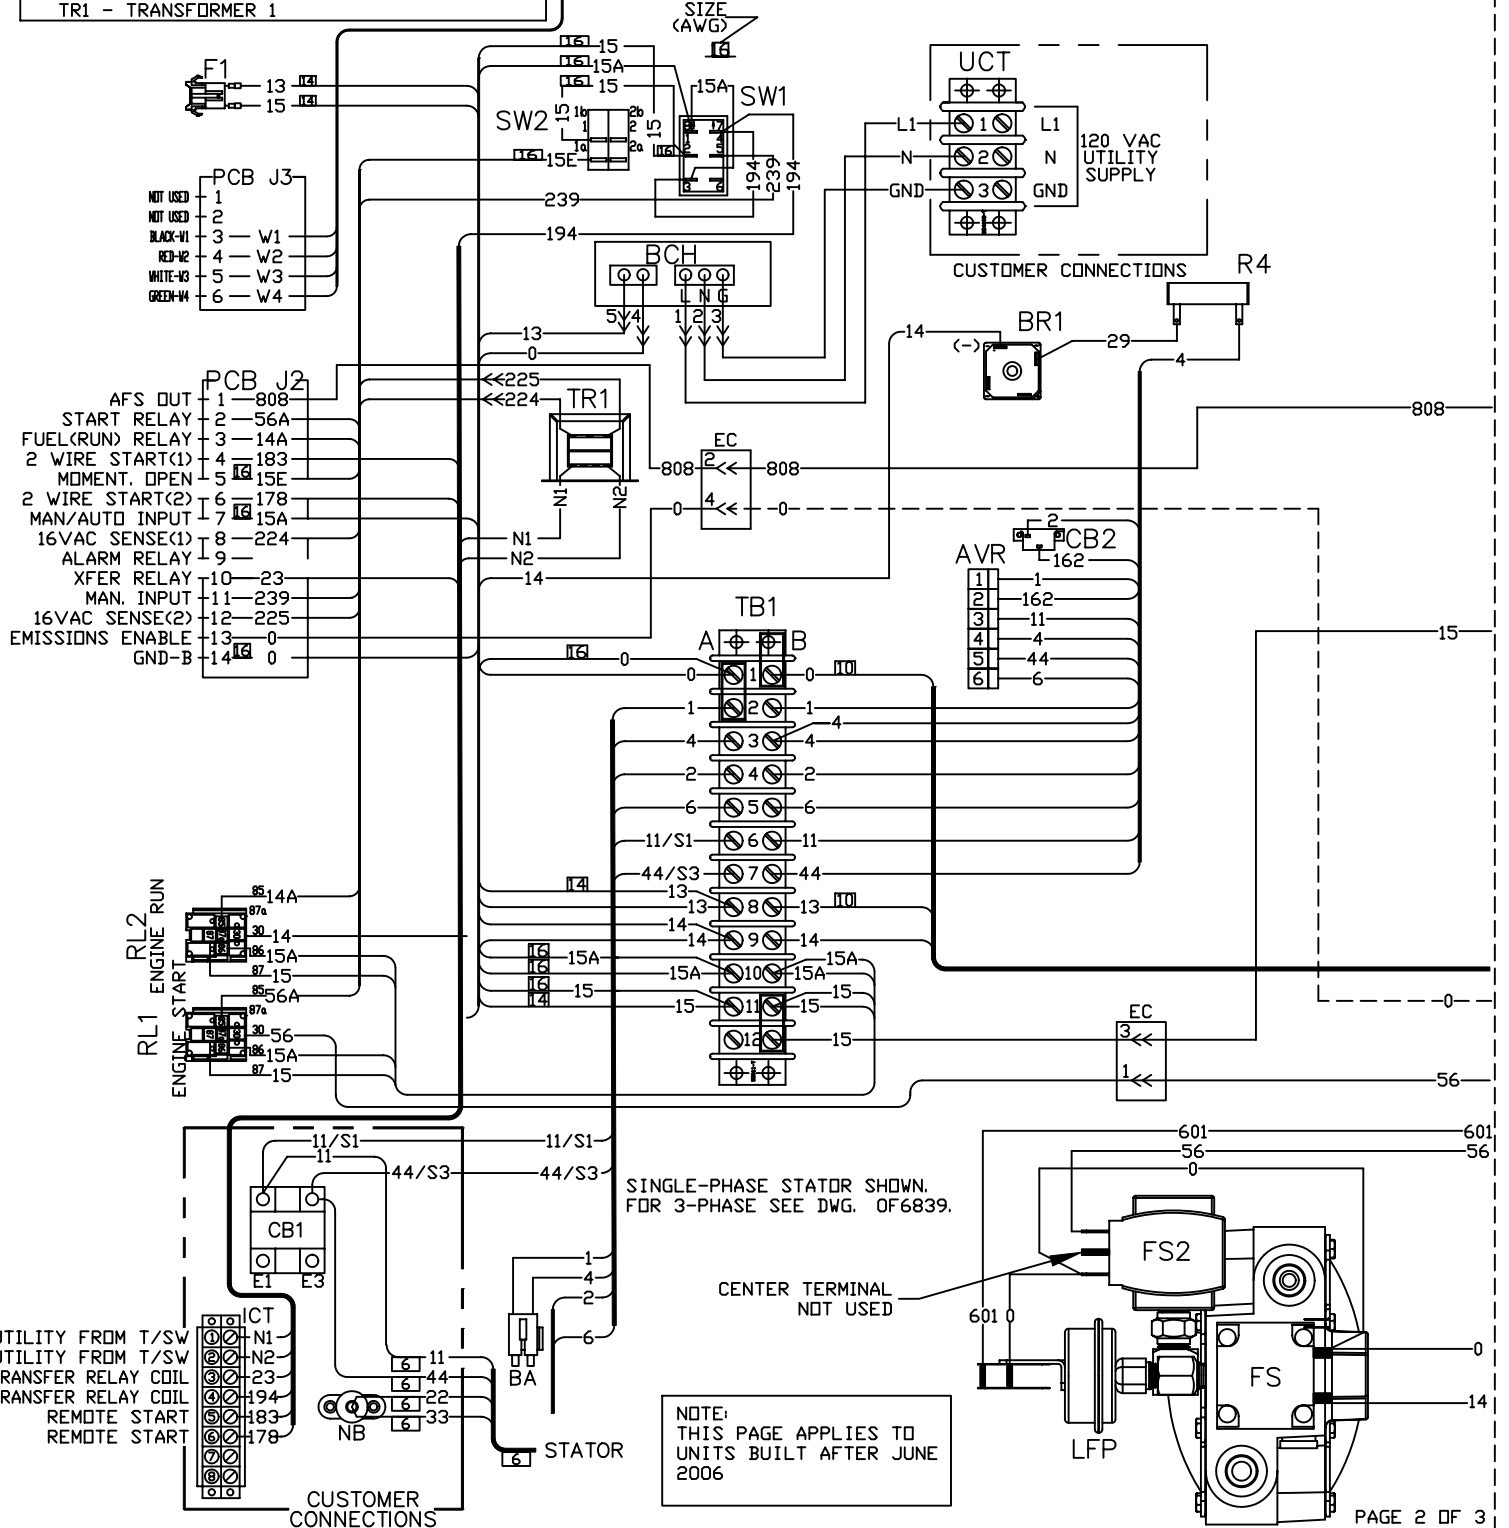 TR1 - TRANSFORMER 1
SIZE
(AWG)
16
F1
13 14
15 14
16 15
16 15A
16 15
15
15
15A
SW2
1b 2b
1 2
1a 2a
SW1
16
16 15E
194
239
194
239
194
UCT
L1 1 L1
N 2 N
GND 3 GND
120 VAC
UTILITY
SUPPLY
CUSTOMER CONNECTIONS
PCB J3
NOT USED 1
NOT USED 2
BLACK-W1 3 W1
RED-W2 4 W2
WHITE-W3 5 W3
GREEN-W4 6 W4
BCH
L N G
5 4 1 2 3
13
0
R4
BR1
14
(-)
29
4
PCB J2
AFS OUT 1 808
START RELAY 2 56A
FUEL(RUN) RELAY 3 14A
2 WIRE START(1) 4 183
MOMENT. OPEN 5 16 15E
2 WIRE START(2) 6 178
MAN/AUTO INPUT 7 16 15A
16VAC SENSE(1) 8 224
ALARM RELAY 9
XFER RELAY 10 23
MAN. INPUT 11 239
16VAC SENSE(2) 12 225
EMISSIONS ENABLE 13 0
GND-B 14 16 0
225
224
TR1
N1 N2
N1
N2
14
EC
808 2 808
0 4 0
808
2
CB2
162
AVR
1 1
2 162
3 11
4 4
5 44
6 6
15
TB1
A B
16 0
0 1 0 10
1 2 1
4
4 3 4
2 4 2
6 5 6
11/S1 6 11
44/S3 7 44
14 13
13 8 13 10
14
14 9 14
16 15A 15A
16 15A 10 15A
16 15 15
14 15 11 15
12 15
RL2
ENGINE RUN
85 14A
87a
30 14
86 15A
87 15
RL1
ENGINE START
85 56A
87a
30 56
86 15A
87 15
0
EC
3
1
56
11/S1 11/S1
11
44/S3 44/S3
CB1
E1 E3
SINGLE-PHASE STATOR SHOWN.
FOR 3-PHASE SEE DWG. 0F6839.
1
4
2
6
BA
601 601
56 56
0
FS2
CENTER TERMINAL
NOT USED
601 0
FS
0
14
LFP
ICT
UTILITY FROM T/SW 1 N1
UTILITY FROM T/SW 2 N2
TRANSFER RELAY COIL 3 23
TRANSFER RELAY COIL 4 194
REMOTE START 5 183
REMOTE START 6 178
7
8
6 11
6 44
6 22
6 33
NB
6 STATOR
CUSTOMER
CONNECTIONS
NOTE:
THIS PAGE APPLIES TO
UNITS BUILT AFTER JUNE
2006
PAGE 2 OF 3